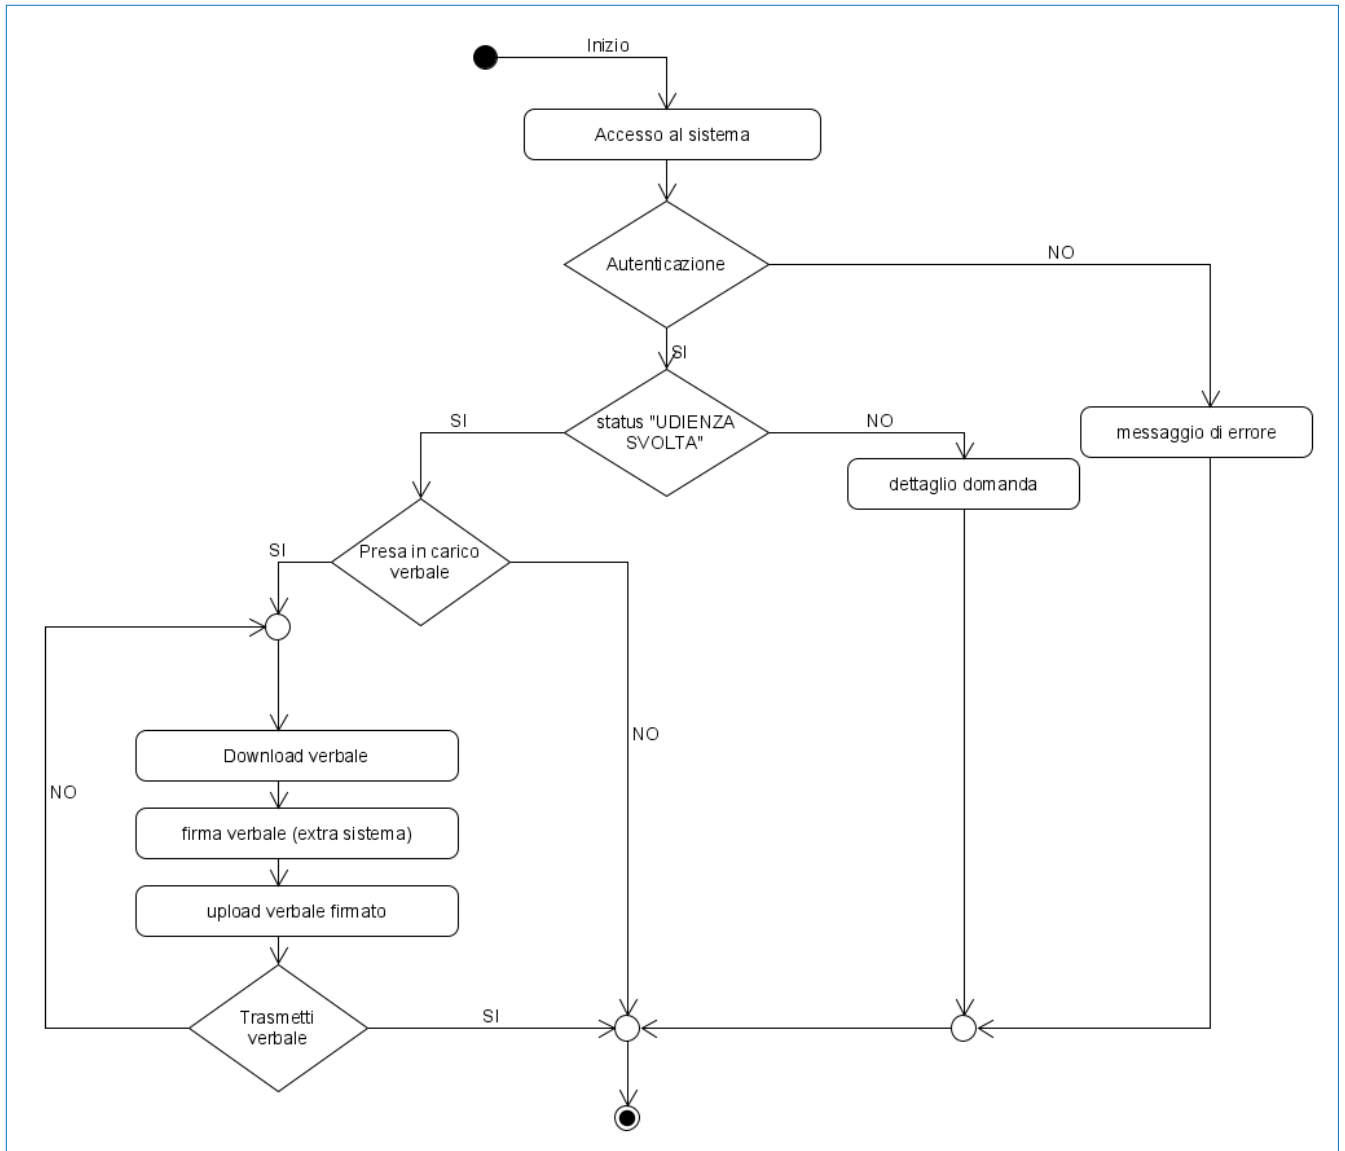 Inizio
Accesso al sistema
Autenticazione
NO
SI
status "UDIENZA
SVOLTA"
SI
NO
messaggio di errore
dettaglio domanda
Presa in carico
verbale
SI
NO
Download verbale
NO
firma verbale (extra sistema)
upload verbale firmato
Trasmetti
verbale
SI